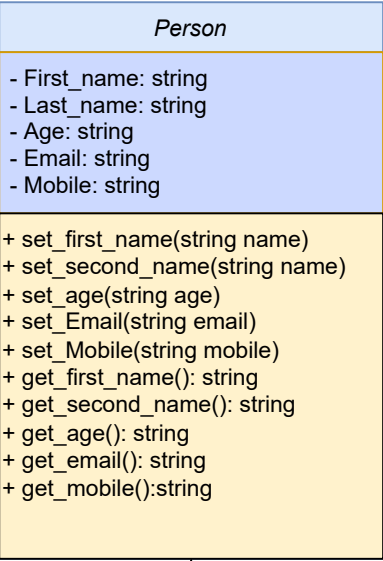 Person
- First_name: string
- Last_name: string
- Age: string
- Email: string
- Mobile: string
+ set_first_name(string name)
+ set_second_name(string name)
+ set_age(string age)
+ set_Email(string email)
+ set_Mobile(string mobile)
+ get_first_name(): string
+ get_second_name(): string
+ get_age(): string
+ get_email(): string
+ get_mobile():string